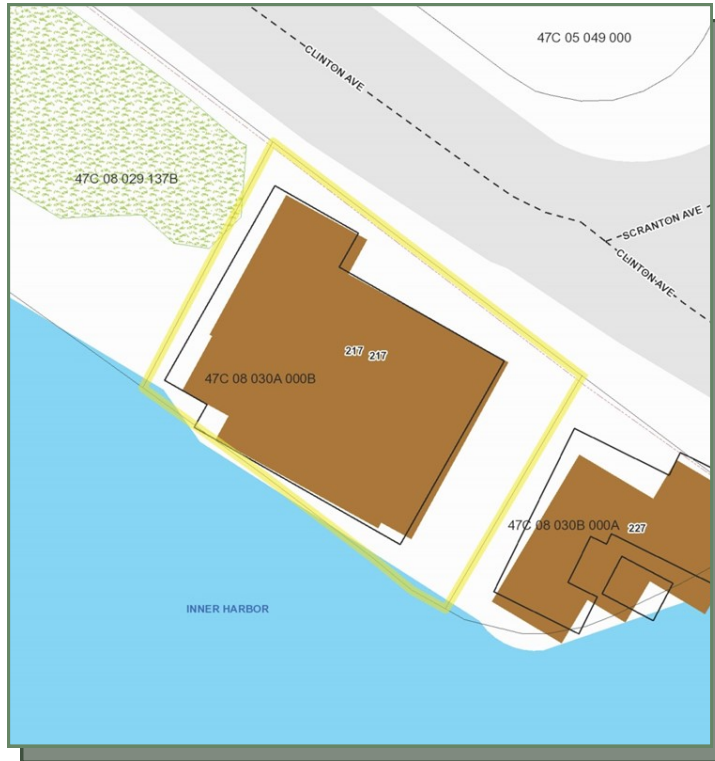 47C 05 049 000
CLINTON AVE
47C 08 029 137B
SCRANTON AVE
CLINTON AVE
217 217
47C 08 030A 000B
47C 08 030B 000A
227
INNER HARBOR